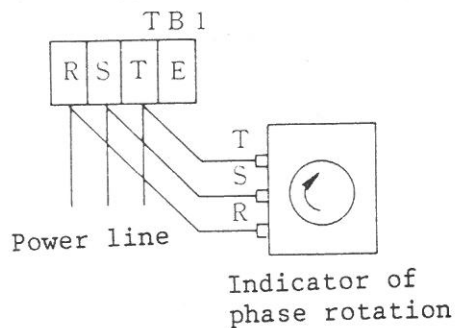 TB1
R S T E
T
S
R
Power line
Indicator of
phase rotation